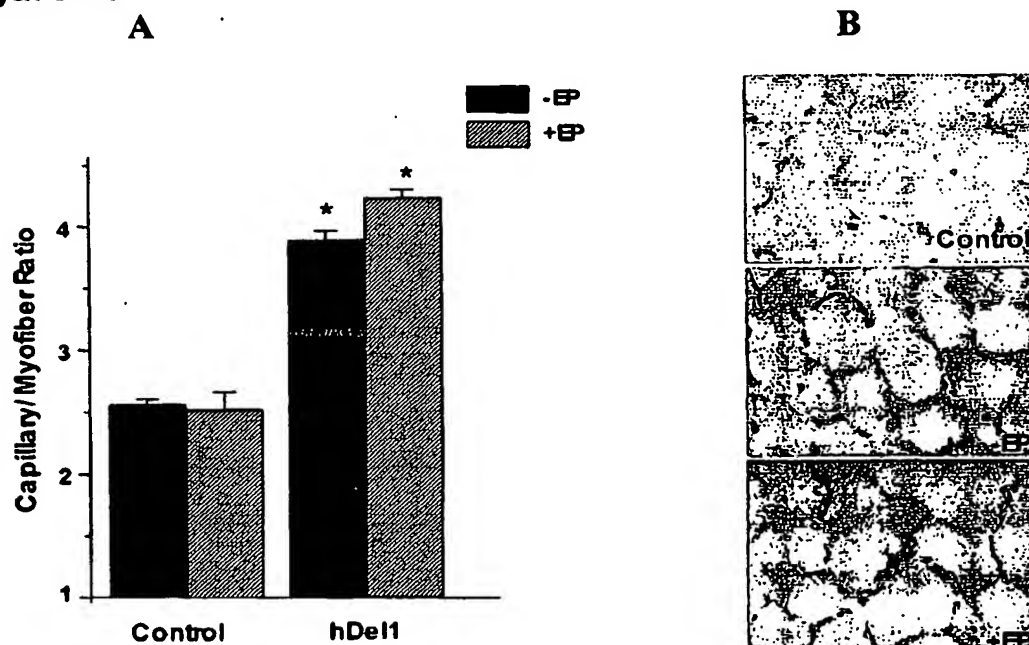 A
B
-EP
+EP
*
*
Capillary/Myofiber Ratio
4
3
2
1
Control
hDel1
Control
EP
+EP